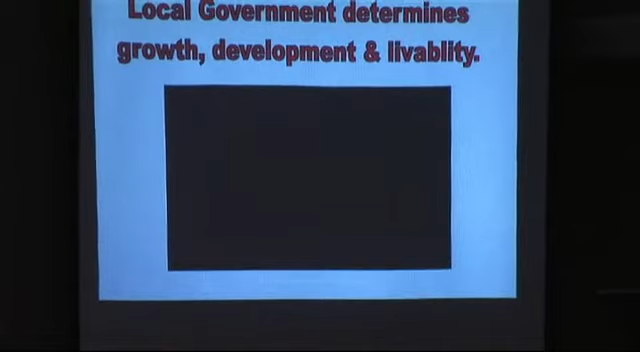 Local Government determines
growth, development & livablity.